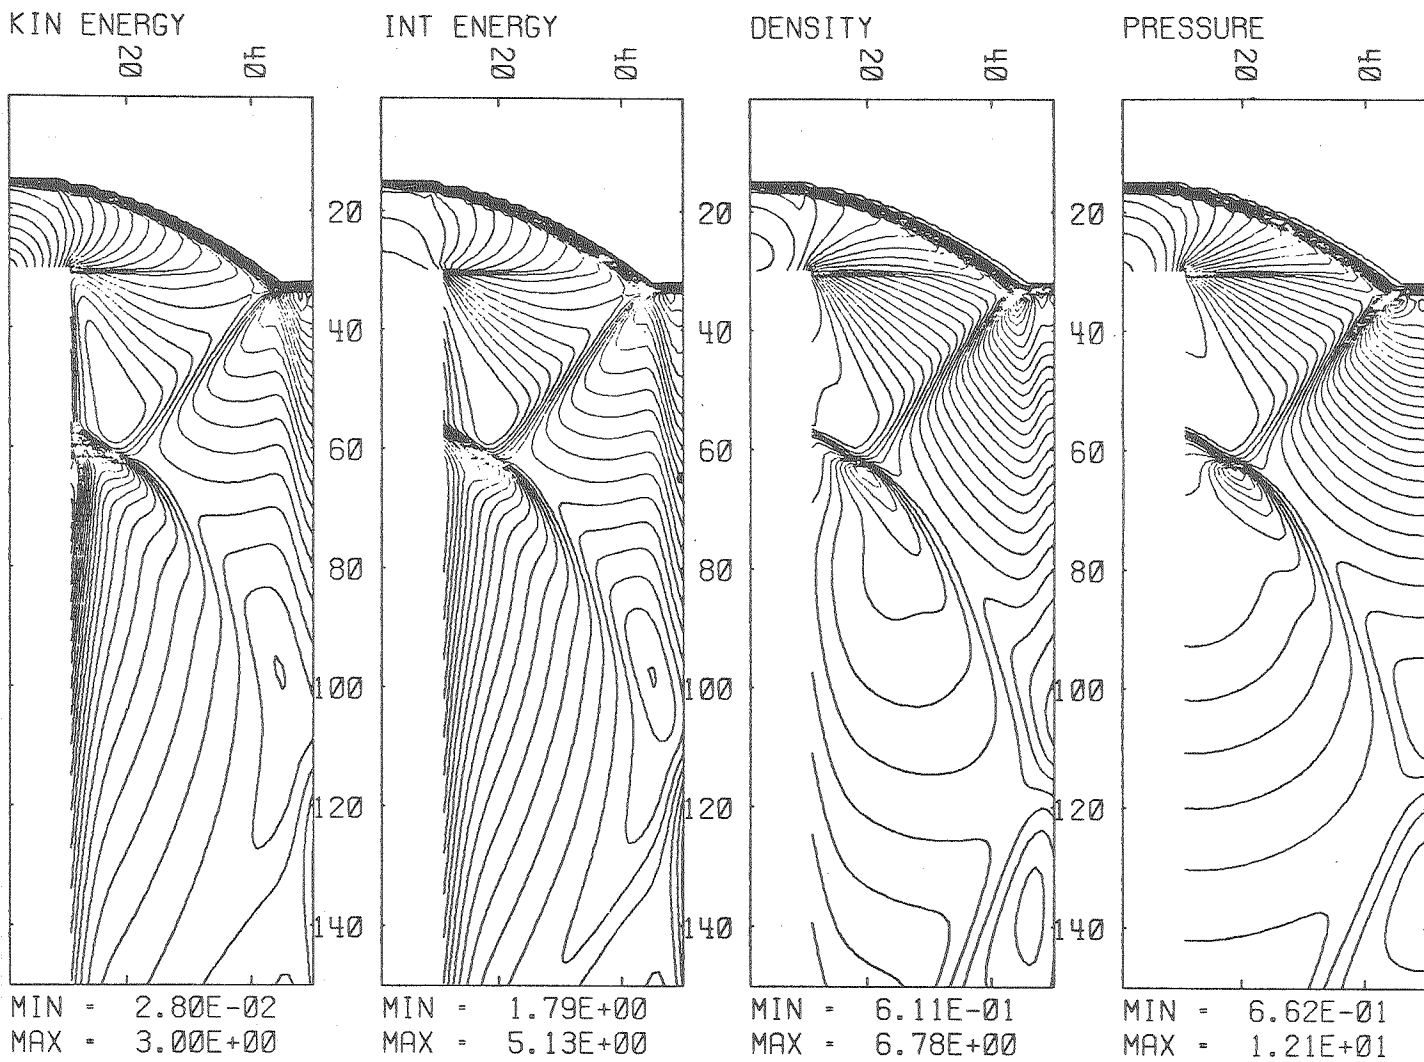 KIN ENERGY INT ENERGY DENSITY PRESSURE
20 40 20 40 20 40 20 40
20 20 20
40 40 40
60 60 60
80 80 80
100 100 100
120 120 120
140 140 140
MIN = 2.80E-02 MIN = 1.79E+00 MIN = 6.11E-01 MIN = 6.62E-01
MAX = 3.00E+00 MAX = 5.13E+00 MAX = 6.78E+00 MAX = 1.21E+01